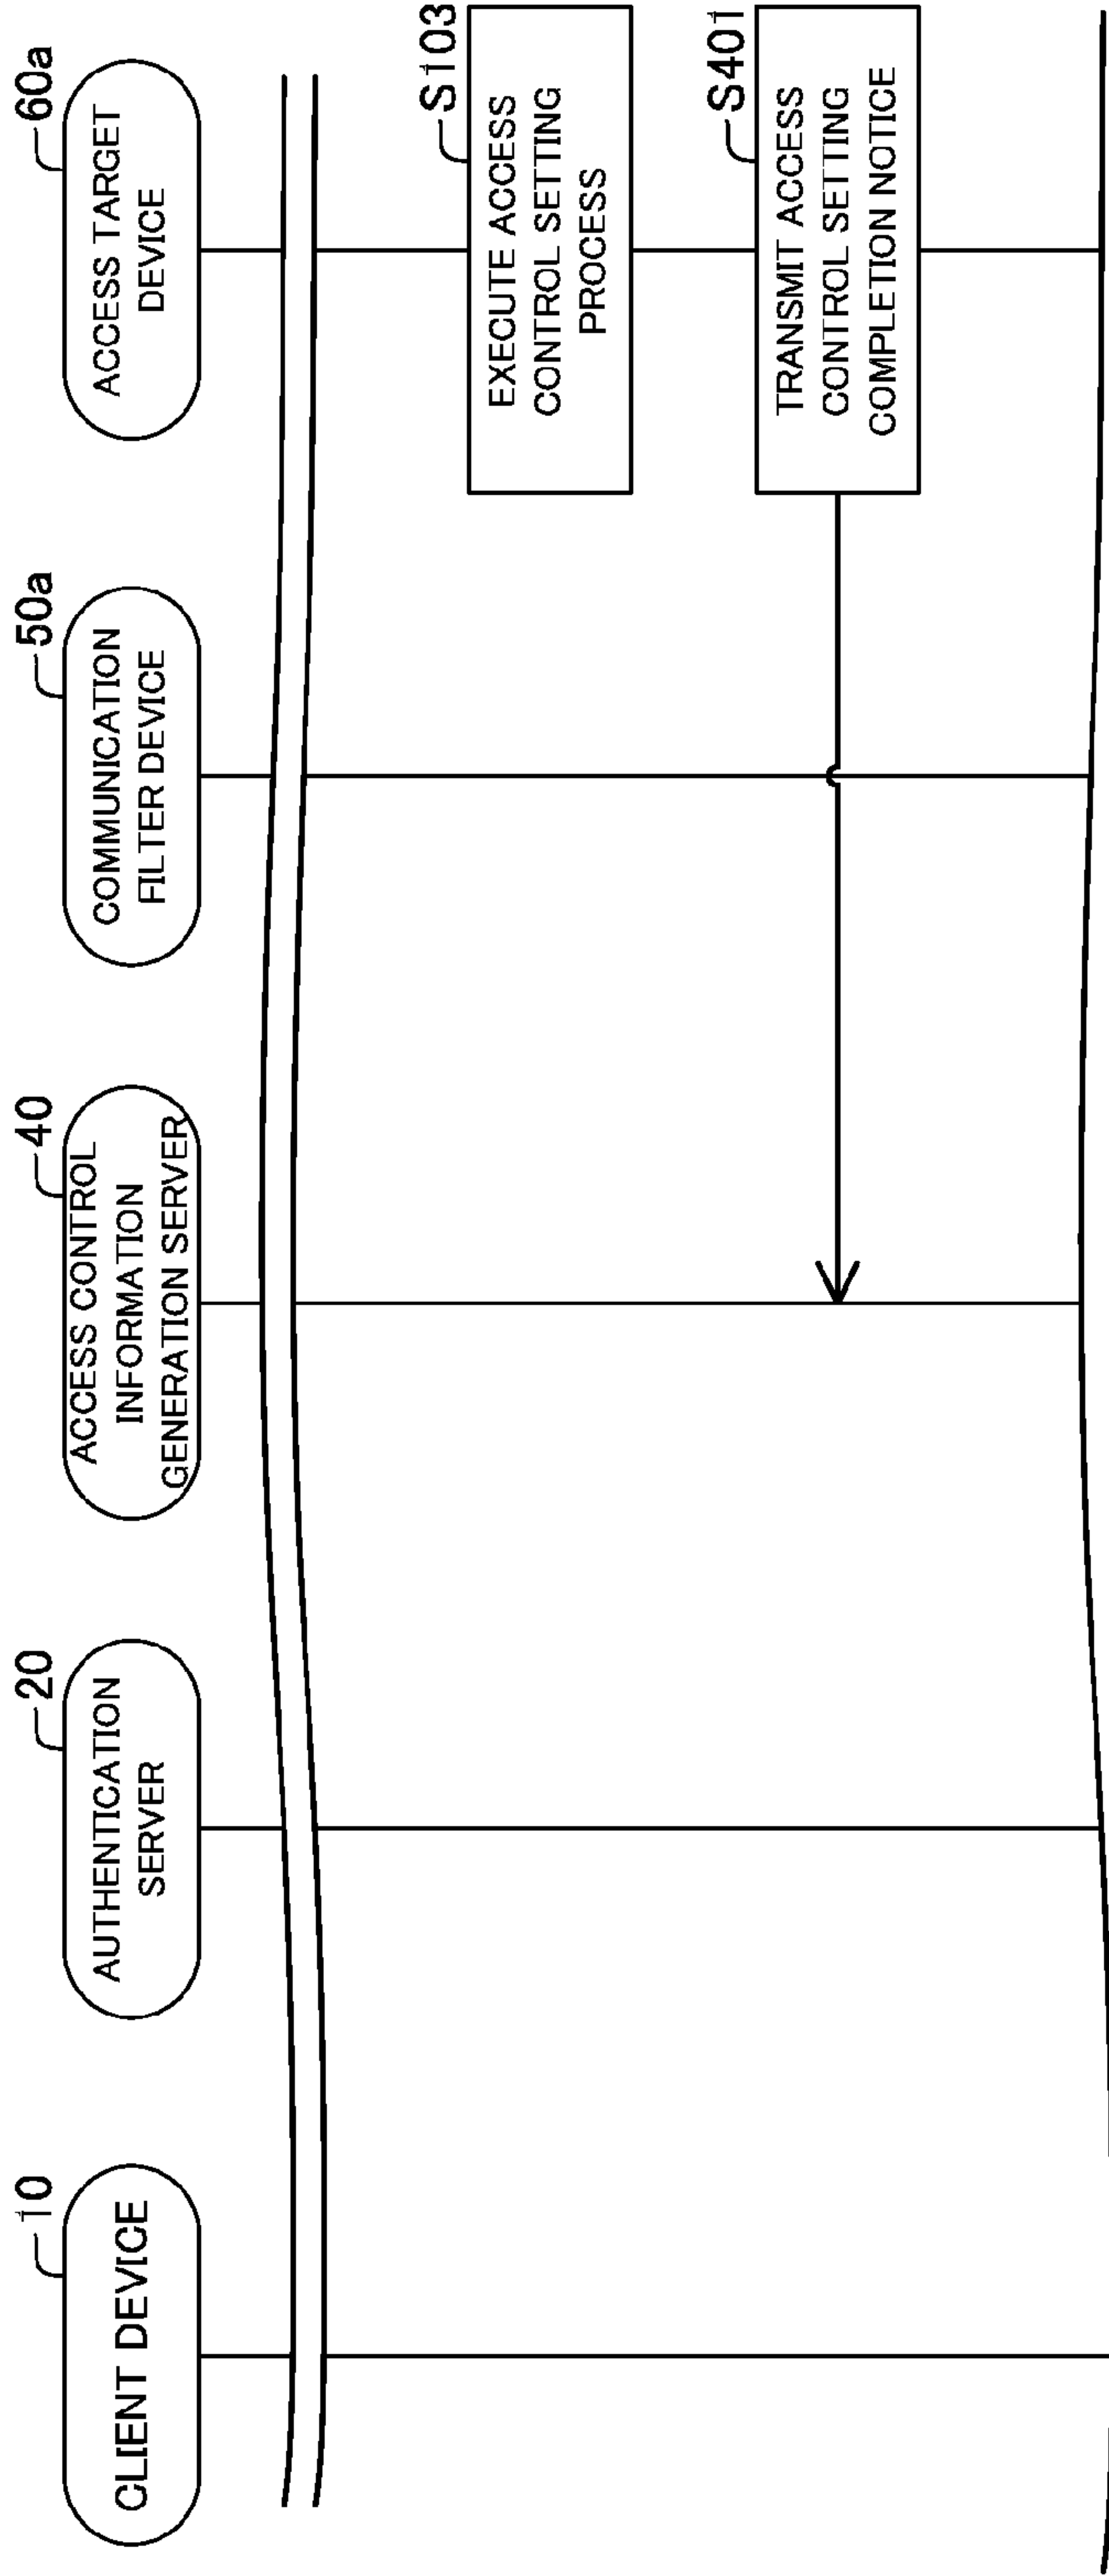 10
CLIENT DEVICE
20
AUTHENTICATION
SERVER
40
ACCESS CONTROL
INFORMATION
GENERATION SERVER
50a
COMMUNICATION
FILTER DEVICE
60a
ACCESS TARGET
DEVICE
S103
EXECUTE ACCESS
CONTROL SETTING
PROCESS
S401
TRANSMIT ACCESS
CONTROL SETTING
COMPLETION NOTICE